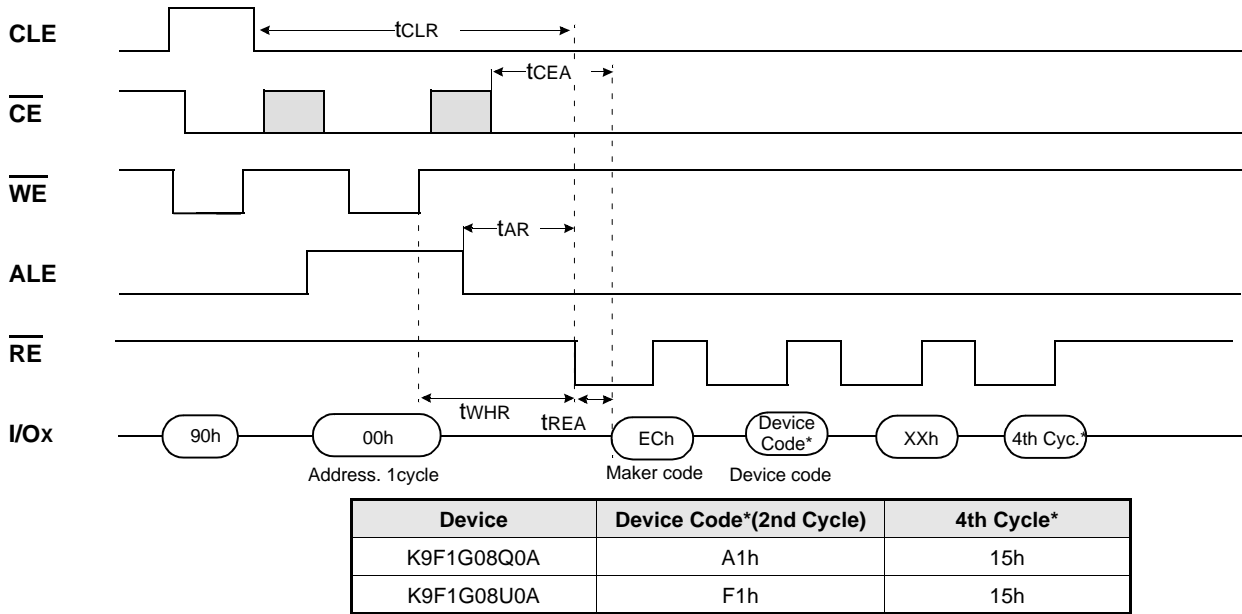 CLE
tCLR
tCEA
CE
WE
tAR
ALE
RE
tWHR
tREA
I/Ox
90h
00h
ECh
Device
Code*
XXh
4th Cyc.*
Address. 1cycle
Maker code
Device code
Device
Device Code*(2nd Cycle)
4th Cycle*
K9F1G08Q0A
A1h
15h
K9F1G08U0A
F1h
15h